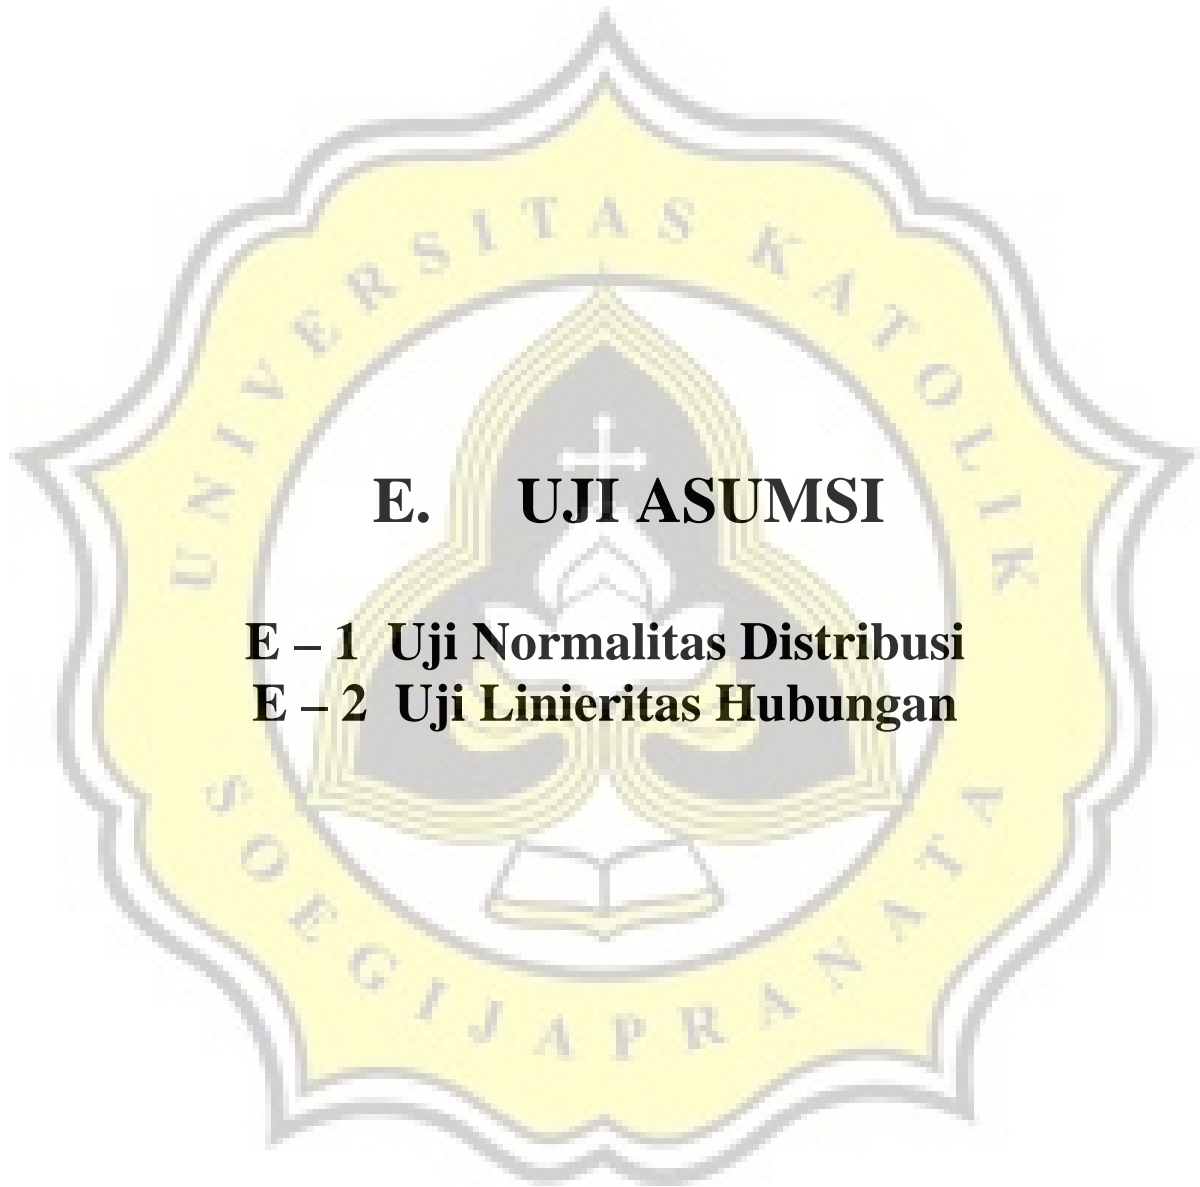 UNIVERSITAS KATOLIK
E. UJI ASUMSI
E – 1 Uji Normalitas Distribusi
E – 2 Uji Linieritas Hubungan
SOEGIJAPRANATA